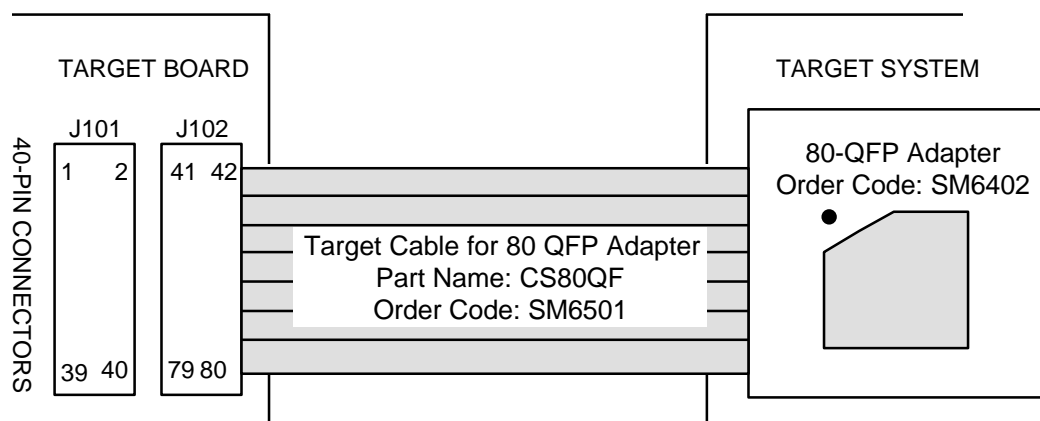 TARGET BOARD
TARGET SYSTEM
J101
J102
40-PIN CONNECTORS
1 2
41 42
39 40
79 80
Target Cable for 80 QFP Adapter
Part Name: CS80QF
Order Code: SM6501
80-QFP Adapter
Order Code: SM6402